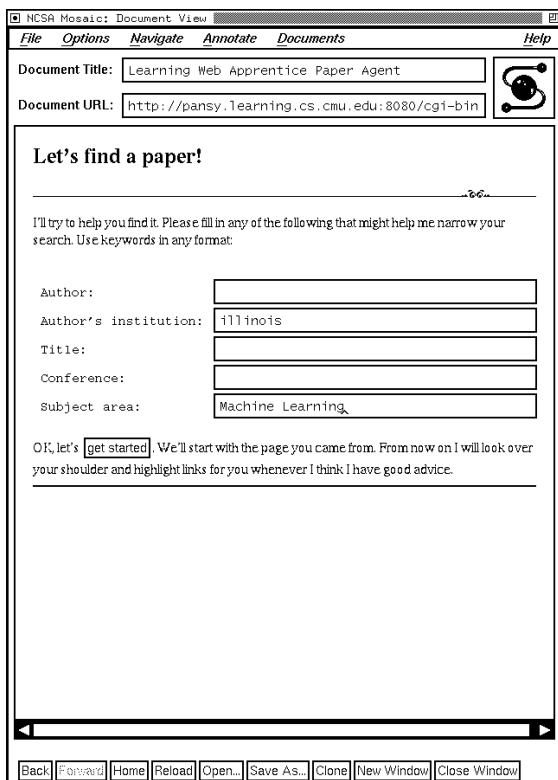 NCSA Mosaic: Document View
File Options Navigate Annotate Documents Help
Document Title: Learning Web Apprentice Paper Agent
Document URL: http://pansy.learning.cs.cmu.edu:8080/cgi-bin
Let's find a paper!
I'll try to help you find it. Please fill in any of the following that might help me narrow your
search. Use keywords in any format:
Author:
Author's institution: illinois
Title:
Conference:
Subject area: Machine Learning
OK, let's get started. We'll start with the page you came from. From now on I will look over
your shoulder and highlight links for you whenever I think I have good advice.
Back Forward Home Reload Open... Save As... Clone New Window Close Window